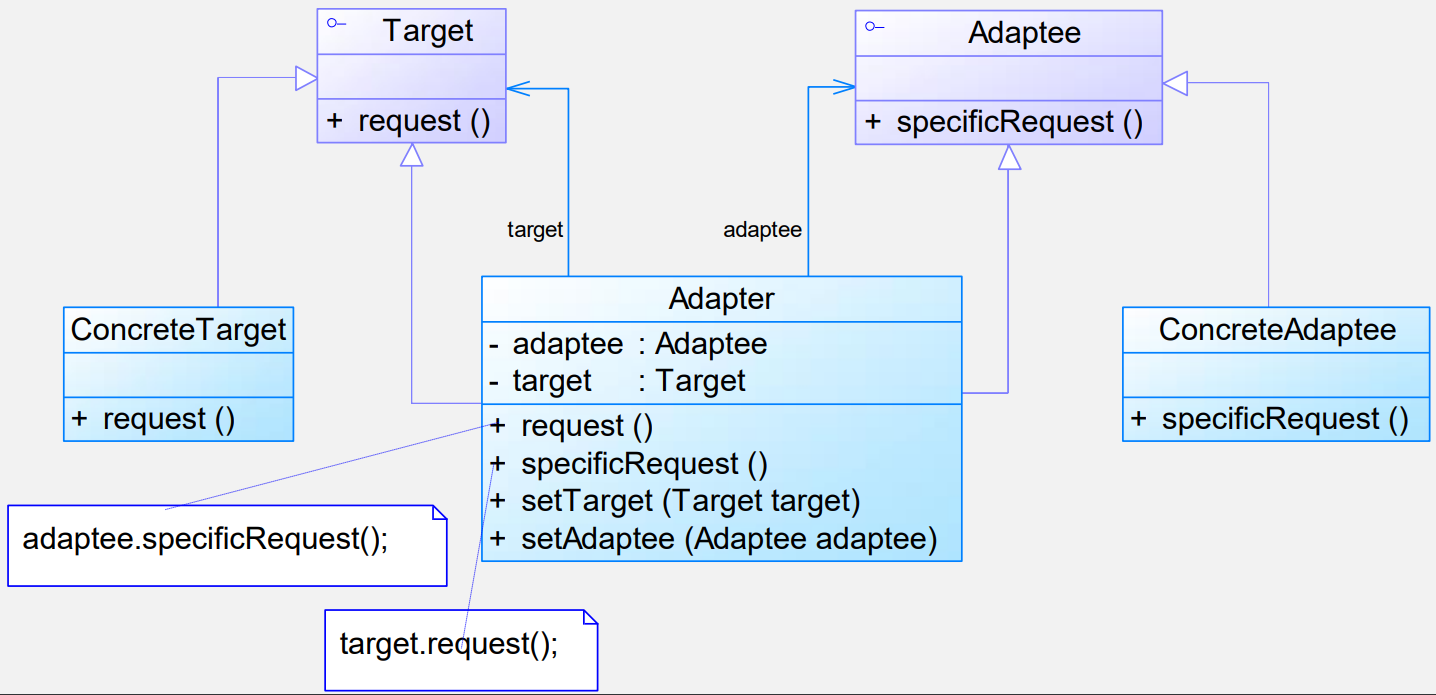 Target
+ request ()
Adaptee
+ specificRequest ()
target
adaptee
ConcreteTarget
+ request ()
Adapter
- adaptee : Adaptee
- target : Target
+ request ()
+ specificRequest ()
+ setTarget (Target target)
+ setAdaptee (Adaptee adaptee)
ConcreteAdaptee
+ specificRequest ()
adaptee.specificRequest();
target.request();